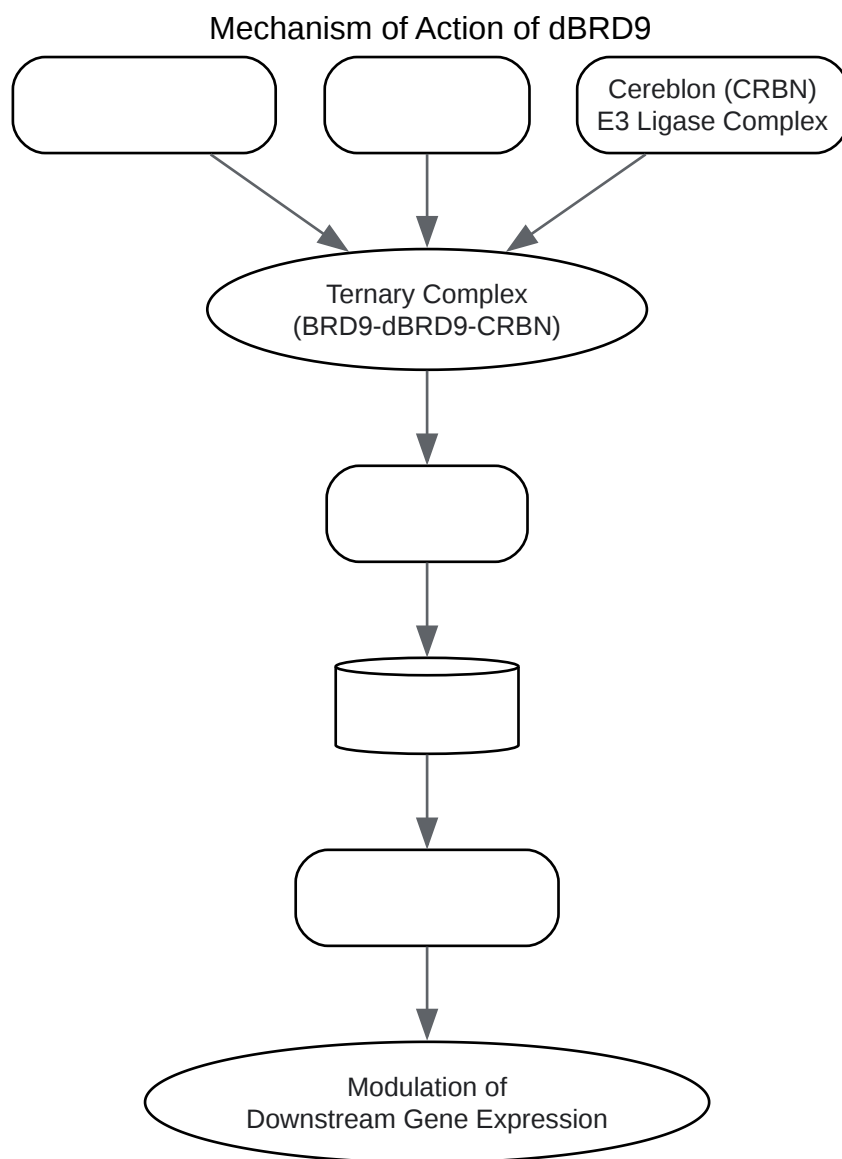 Mechanism of Action of dBRD9
Cereblon (CRBN)
E3 Ligase Complex
Ternary Complex
(BRD9-dBRD9-CRBN)
Modulation of
Downstream Gene Expression